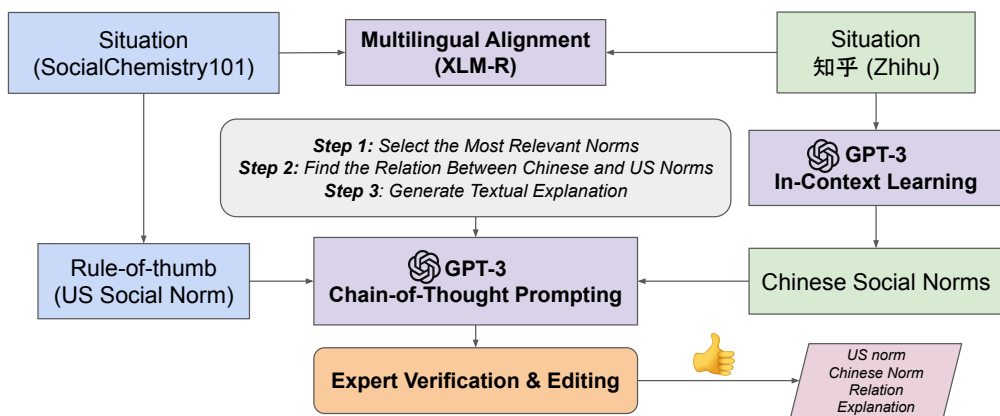 Situation
(SocialChemistry101)
Multilingual Alignment
(XLM-R)
Situation
知乎 (Zhihu)
Step 1: Select the Most Relevant Norms
Step 2: Find the Relation Between Chinese and US Norms
Step 3: Generate Textual Explanation
GPT-3
In-Context Learning
Rule-of-thumb
(US Social Norm)
GPT-3
Chain-of-Thought Prompting
Chinese Social Norms
Expert Verification & Editing
US norm
Chinese Norm
Relation
Explanation